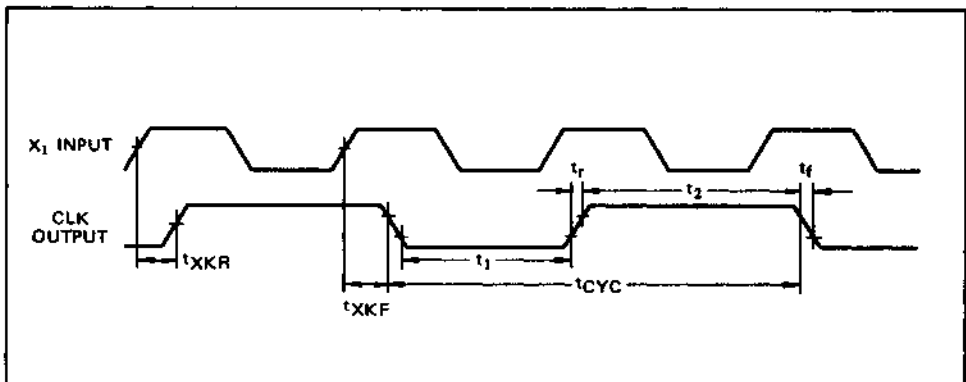 X₁ INPUT
tr
t2
tf
CLK
OUTPUT
tXKR
t1
tCYC
tXKF